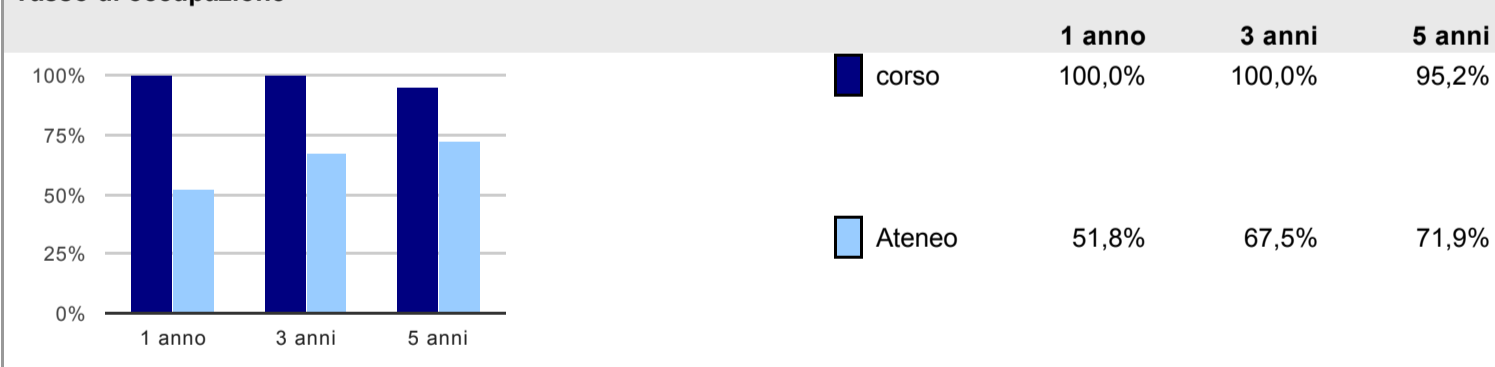 1 anno 3 anni 5 anni
100%
75%
50%
25%
0%
1 anno 3 anni 5 anni
corso 100,0% 100,0% 95,2%
Ateneo 51,8% 67,5% 71,9%